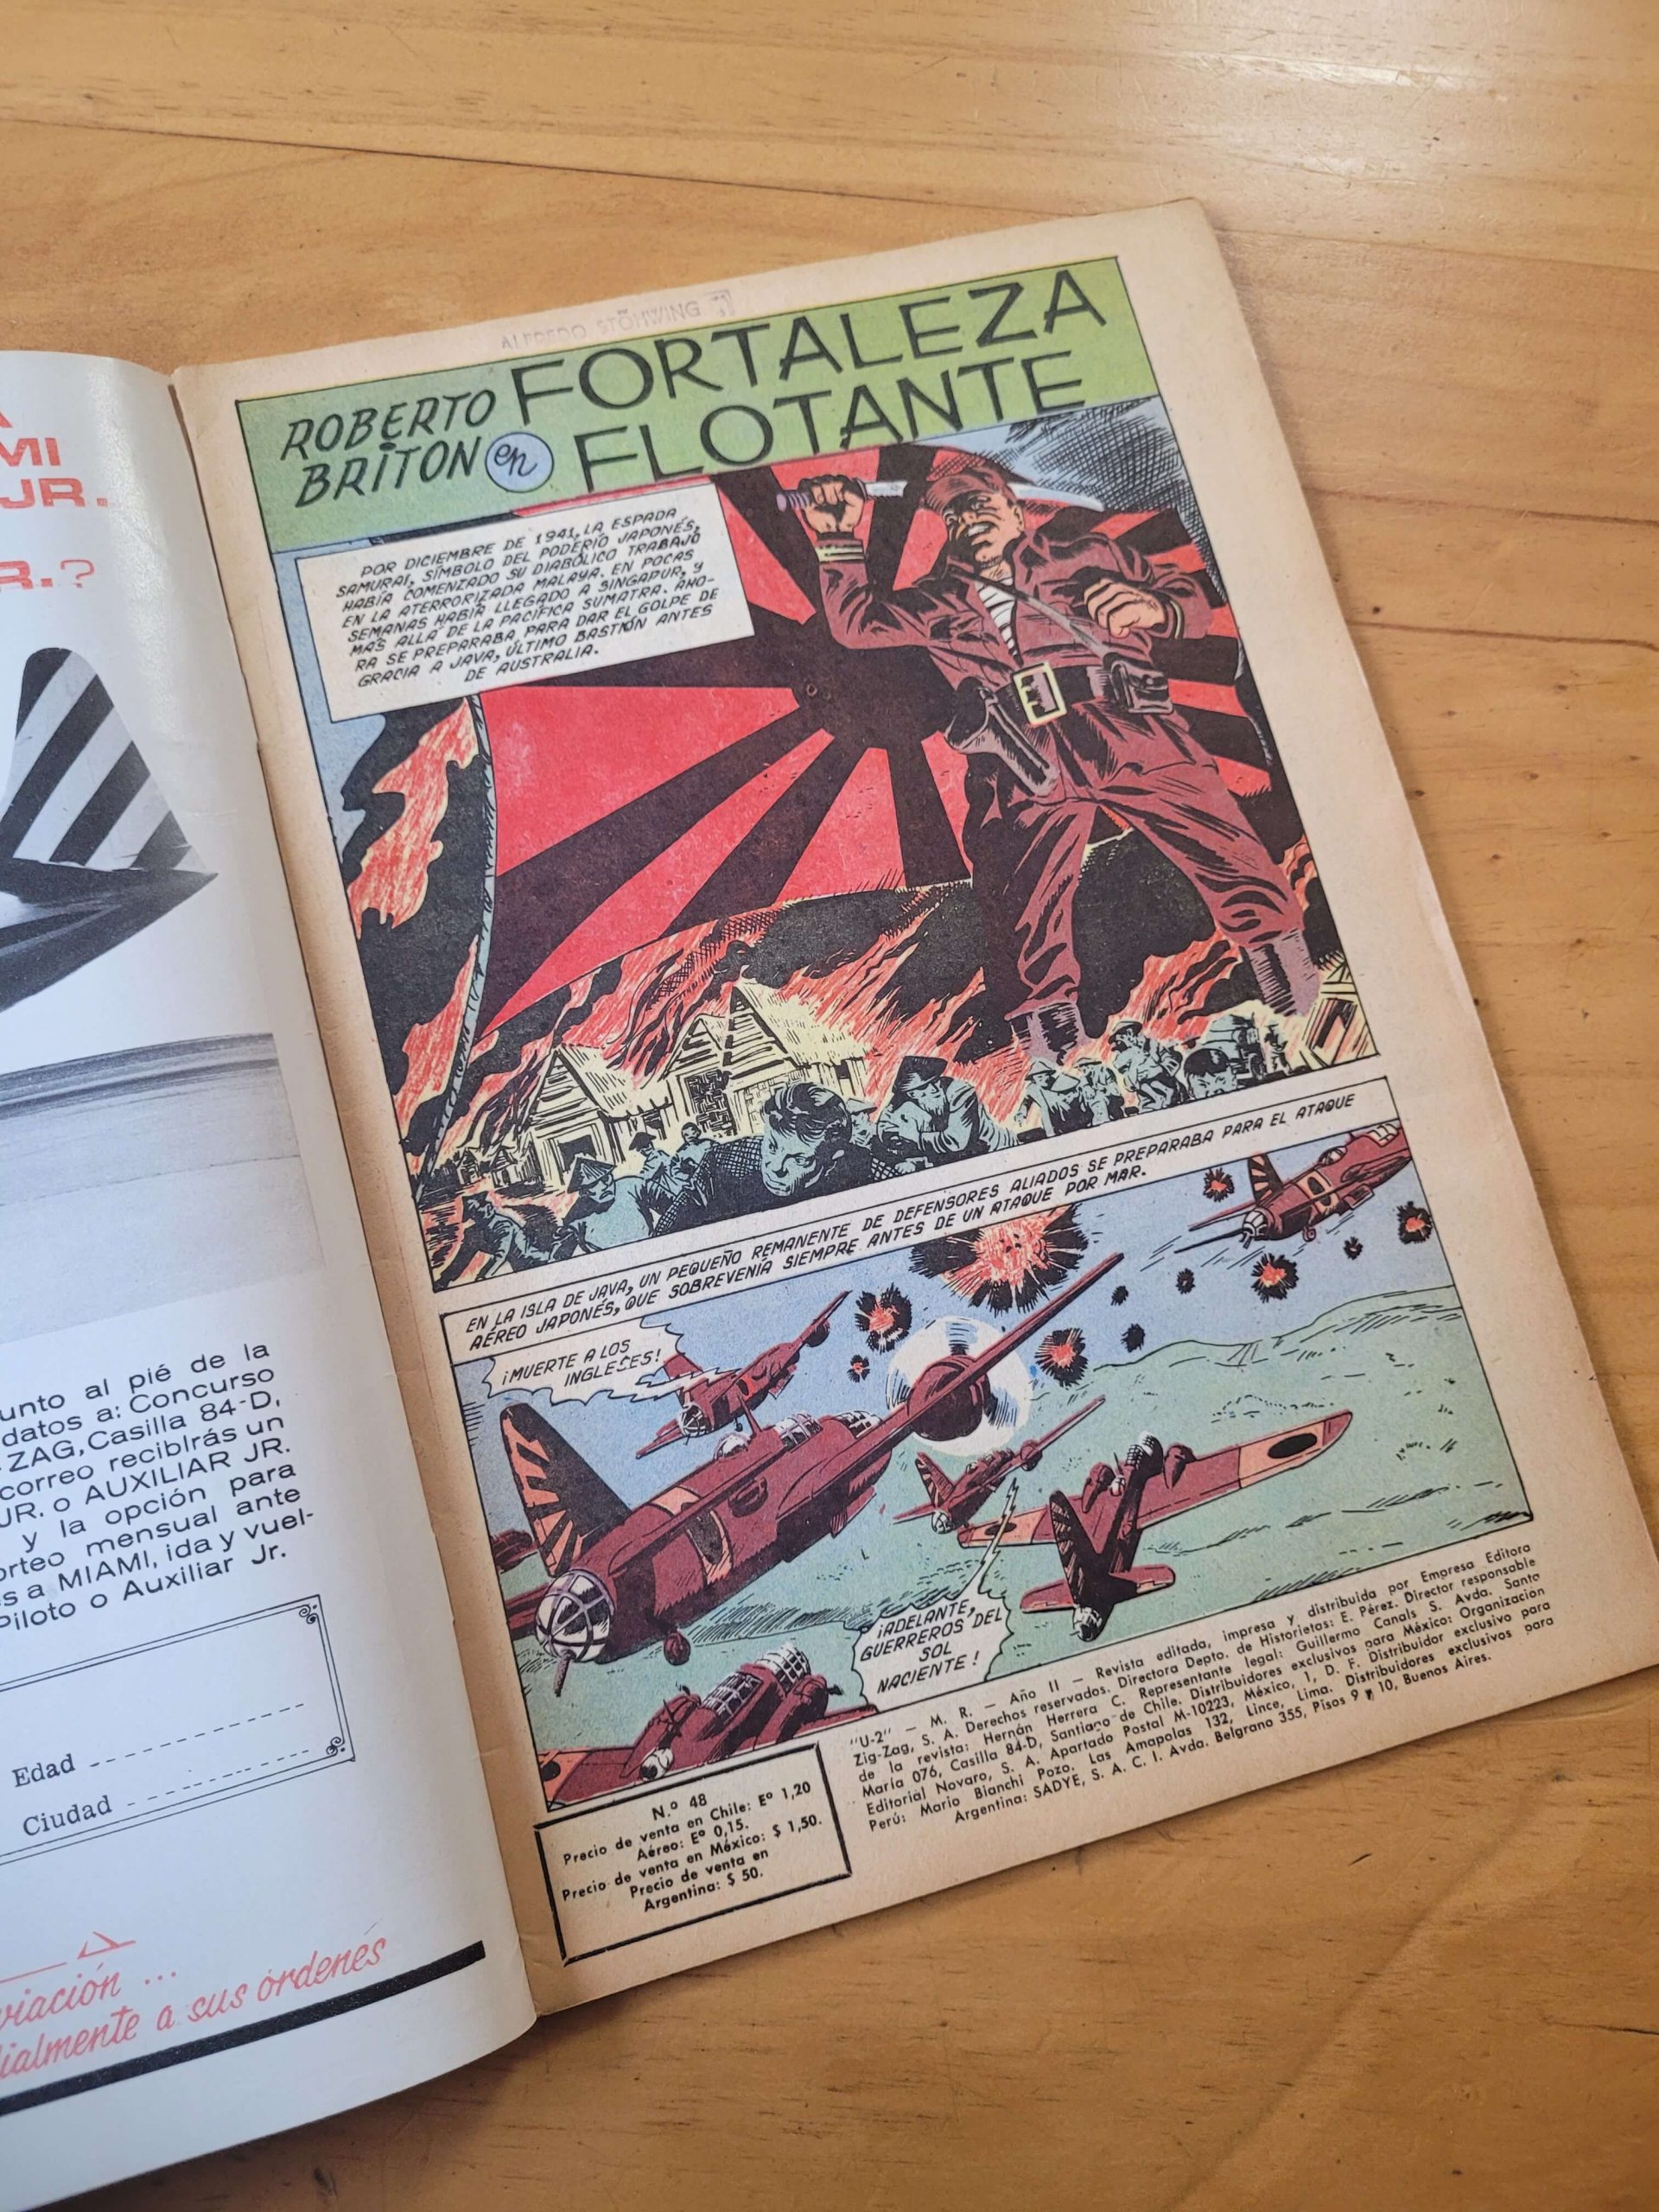 A
MI
JR.
R.?
unto al pié de la
datos a: Concurso
ZAG, Casilla 84-D,
correo recibirás un
JR. o AUXILIAR JR.
y la opción para
orteo mensual ante
s a MIAMI, ida y vuel-
Piloto o Auxiliar Jr.
Edad
Ciudad
viación ...
ialmente a sus órdenes
ALFREDO
ROBERTO
BRITON
en
FORTALEZA
FLOTANTE
POR DICIEMBRE DE 1941, LA ESPADA
SAMURAI, SÍMBOLO DEL PODERÍO JAPONÉS,
HABÍA COMENZADO SU DIABÓLICO TRABAJO
EN LA ATERRORIZADA MALAYA. EN POCAS
SEMANAS HABÍA LLEGADO A SINGAPUR, Y
MÁS ALLÁ DE LA PACÍFICA SUMATRA. AHO-
RA SE PREPARABA PARA DAR EL GOLPE DE
GRACIA A JAVA, ÚLTIMO BASTIÓN ANTES
DE AUSTRALIA.
EN LA ISLA DE JAVA, UN PEQUEÑO REMANENTE DE DEFENSORES ALIADOS SE PREPARABA PARA EL ATAQUE
AÉREO JAPONÉS, QUE SOBREVENÍA SIEMPRE ANTES DE UN ATAQUE POR MAR.
¡MUERTE A LOS
INGLESES!
¡ADELANTE,
GUERREROS DEL
SOL
NACIENTE!
N.º 48
Precio de venta en Chile: Eº 1,20
Aéreo: Eº 0,15.
Precio de venta en México: $ 1,50.
Precio de venta en
Argentina: $ 50.
"U-2" — M. R. — Año II — Revista editada, impresa y distribuida por Empresa Editora
Zig-Zag, S. A. Derechos reservados. Directora Depto. de Historietas: E. Pérez. Director responsable
de la revista: Hernán Herrera C. Representante legal: Guillermo Canals S. Avda. Santa
María 076, Casilla 84-D, Santiago de Chile. Distribuidores exclusivos para México: Organización
Editorial Novaro, S. A. Apartado Postal M-10223, México, 1, D. F. Distribuidor exclusivo para
Perú: Mario Bianchi Pozo. Las Amapolas 132, Lince, Lima. Distribuidores exclusivos para
Argentina: SADYE, S. A. C. I. Avda. Belgrano 355, Pisos 9 y 10, Buenos Aires.